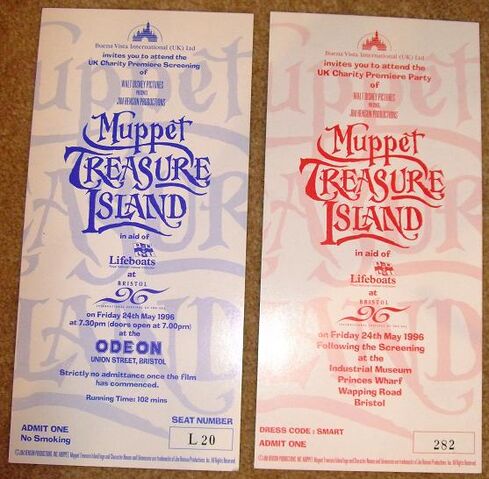 Buena Vista International (UK) Ltd
invites you to attend the
UK Charity Premiere Screening
of
WALT DISNEY PICTURES
PRESENTS
JIM HENSON PRODUCTIONS
Muppet
TREASURE
ISLAND
in aid of
Lifeboats
at
BRISTOL
96
on Friday 24th May 1996
at 7.30pm (doors open at 7.00pm)
at the
ODEON
UNION STREET, BRISTOL
Strictly no admittance once the film
has commenced.
Running Time: 102 mins
SEAT NUMBER
ADMIT ONE
No Smoking
L 20
Buena Vista International (UK) Ltd
invites you to attend the
UK Charity Premiere Party
of
WALT DISNEY PICTURES
PRESENTS
JIM HENSON PRODUCTIONS
Muppet
TREASURE
ISLAND
in aid of
Lifeboats
at
BRISTOL
96
on Friday 24th May 1996
Following the Screening
at the
Industrial Museum
Princes Wharf
Wapping Road
Bristol
DRESS CODE : SMART
ADMIT ONE
282